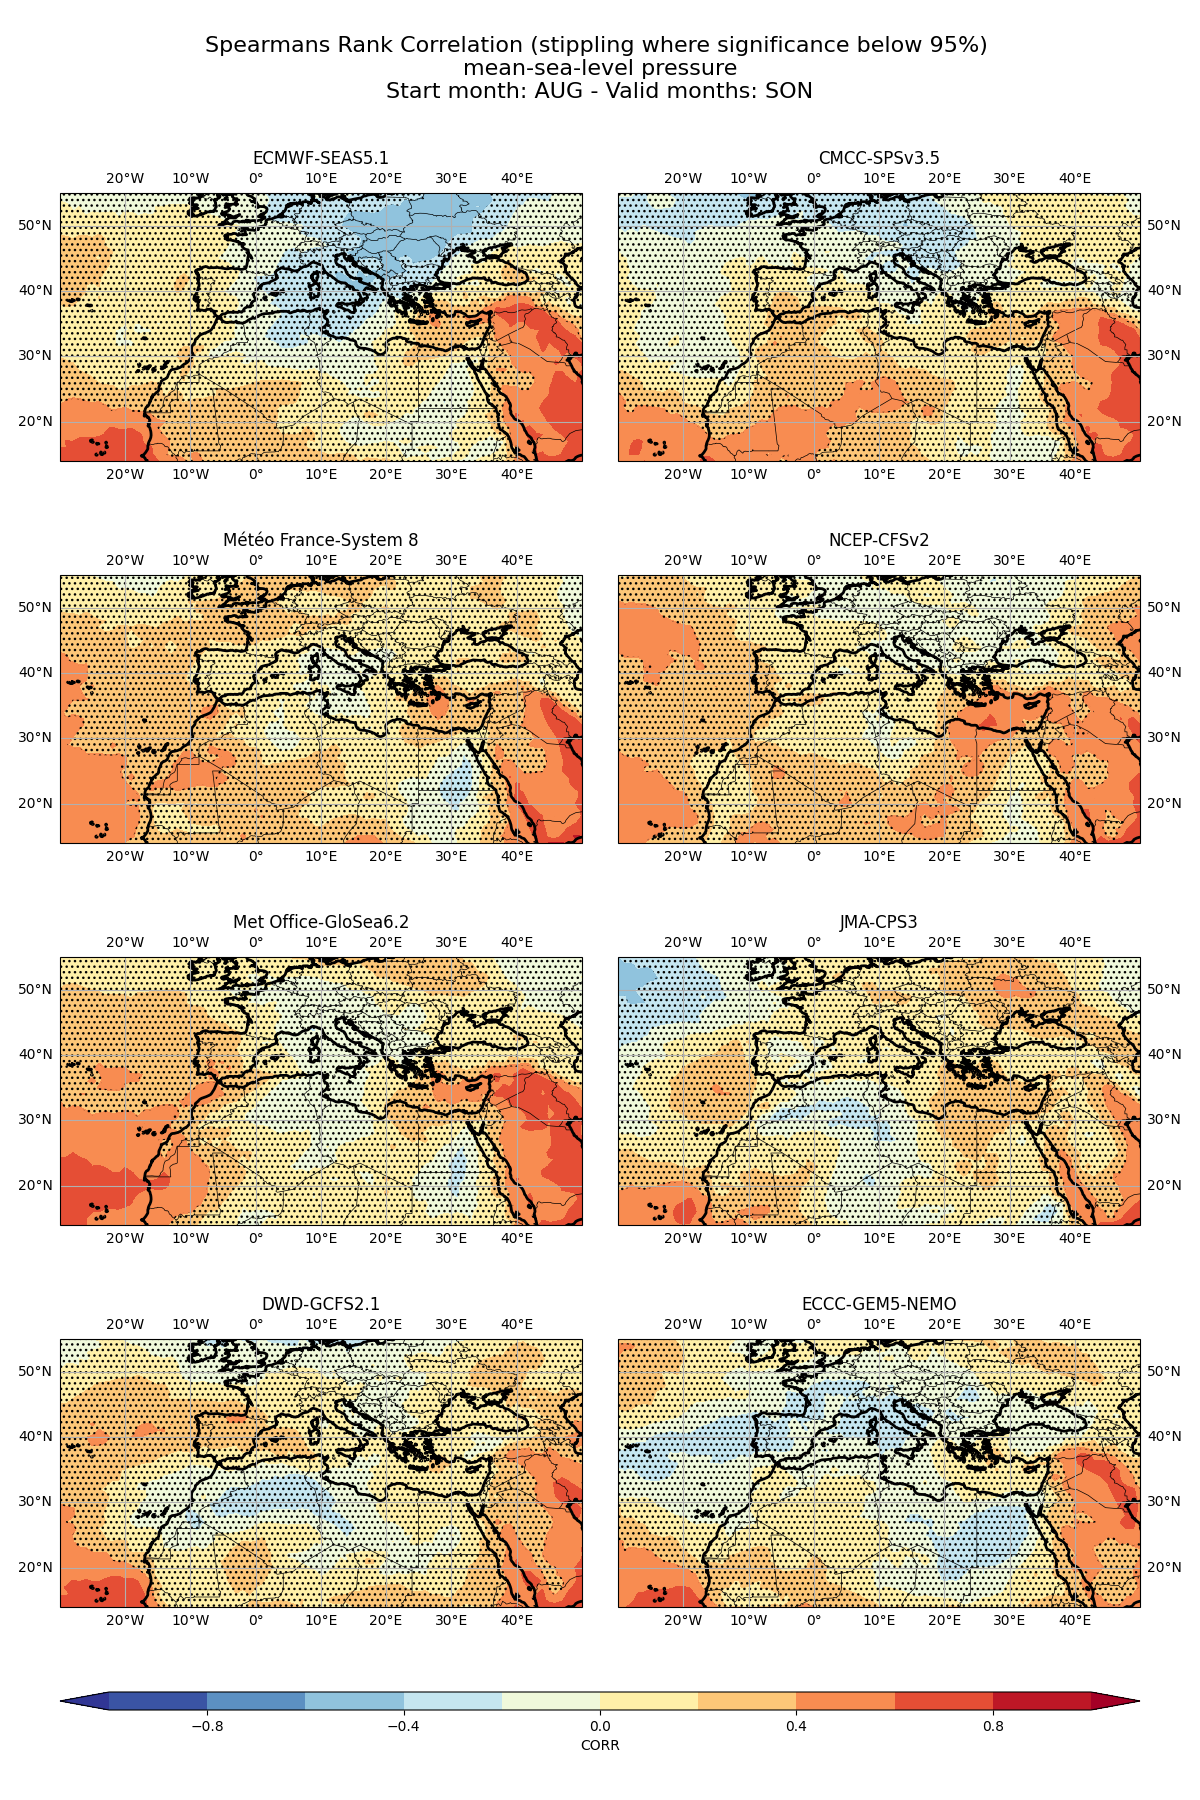 Spearmans Rank Correlation (stippling where significance below 95%)
mean-sea-level pressure
Start month: AUG - Valid months: SON
ECMWF-SEAS5.1
CMCC-SPSv3.5
20°W 10°W 0° 10°E 20°E 30°E 40°E
20°W 10°W 0° 10°E 20°E 30°E 40°E
50°N
50°N
40°N
40°N
30°N
30°N
20°N
20°N
20°W 10°W 0° 10°E 20°E 30°E 40°E
20°W 10°W 0° 10°E 20°E 30°E 40°E
Météo France-System 8
NCEP-CFSv2
20°W 10°W 0° 10°E 20°E 30°E 40°E
20°W 10°W 0° 10°E 20°E 30°E 40°E
50°N
50°N
40°N
40°N
30°N
30°N
20°N
20°N
20°W 10°W 0° 10°E 20°E 30°E 40°E
20°W 10°W 0° 10°E 20°E 30°E 40°E
Met Office-GloSea6.2
JMA-CPS3
20°W 10°W 0° 10°E 20°E 30°E 40°E
20°W 10°W 0° 10°E 20°E 30°E 40°E
50°N
50°N
40°N
40°N
30°N
30°N
20°N
20°N
20°W 10°W 0° 10°E 20°E 30°E 40°E
20°W 10°W 0° 10°E 20°E 30°E 40°E
DWD-GCFS2.1
ECCC-GEM5-NEMO
20°W 10°W 0° 10°E 20°E 30°E 40°E
20°W 10°W 0° 10°E 20°E 30°E 40°E
50°N
50°N
40°N
40°N
30°N
30°N
20°N
20°N
20°W 10°W 0° 10°E 20°E 30°E 40°E
20°W 10°W 0° 10°E 20°E 30°E 40°E
−0.8 −0.4 0.0 0.4 0.8
CORR